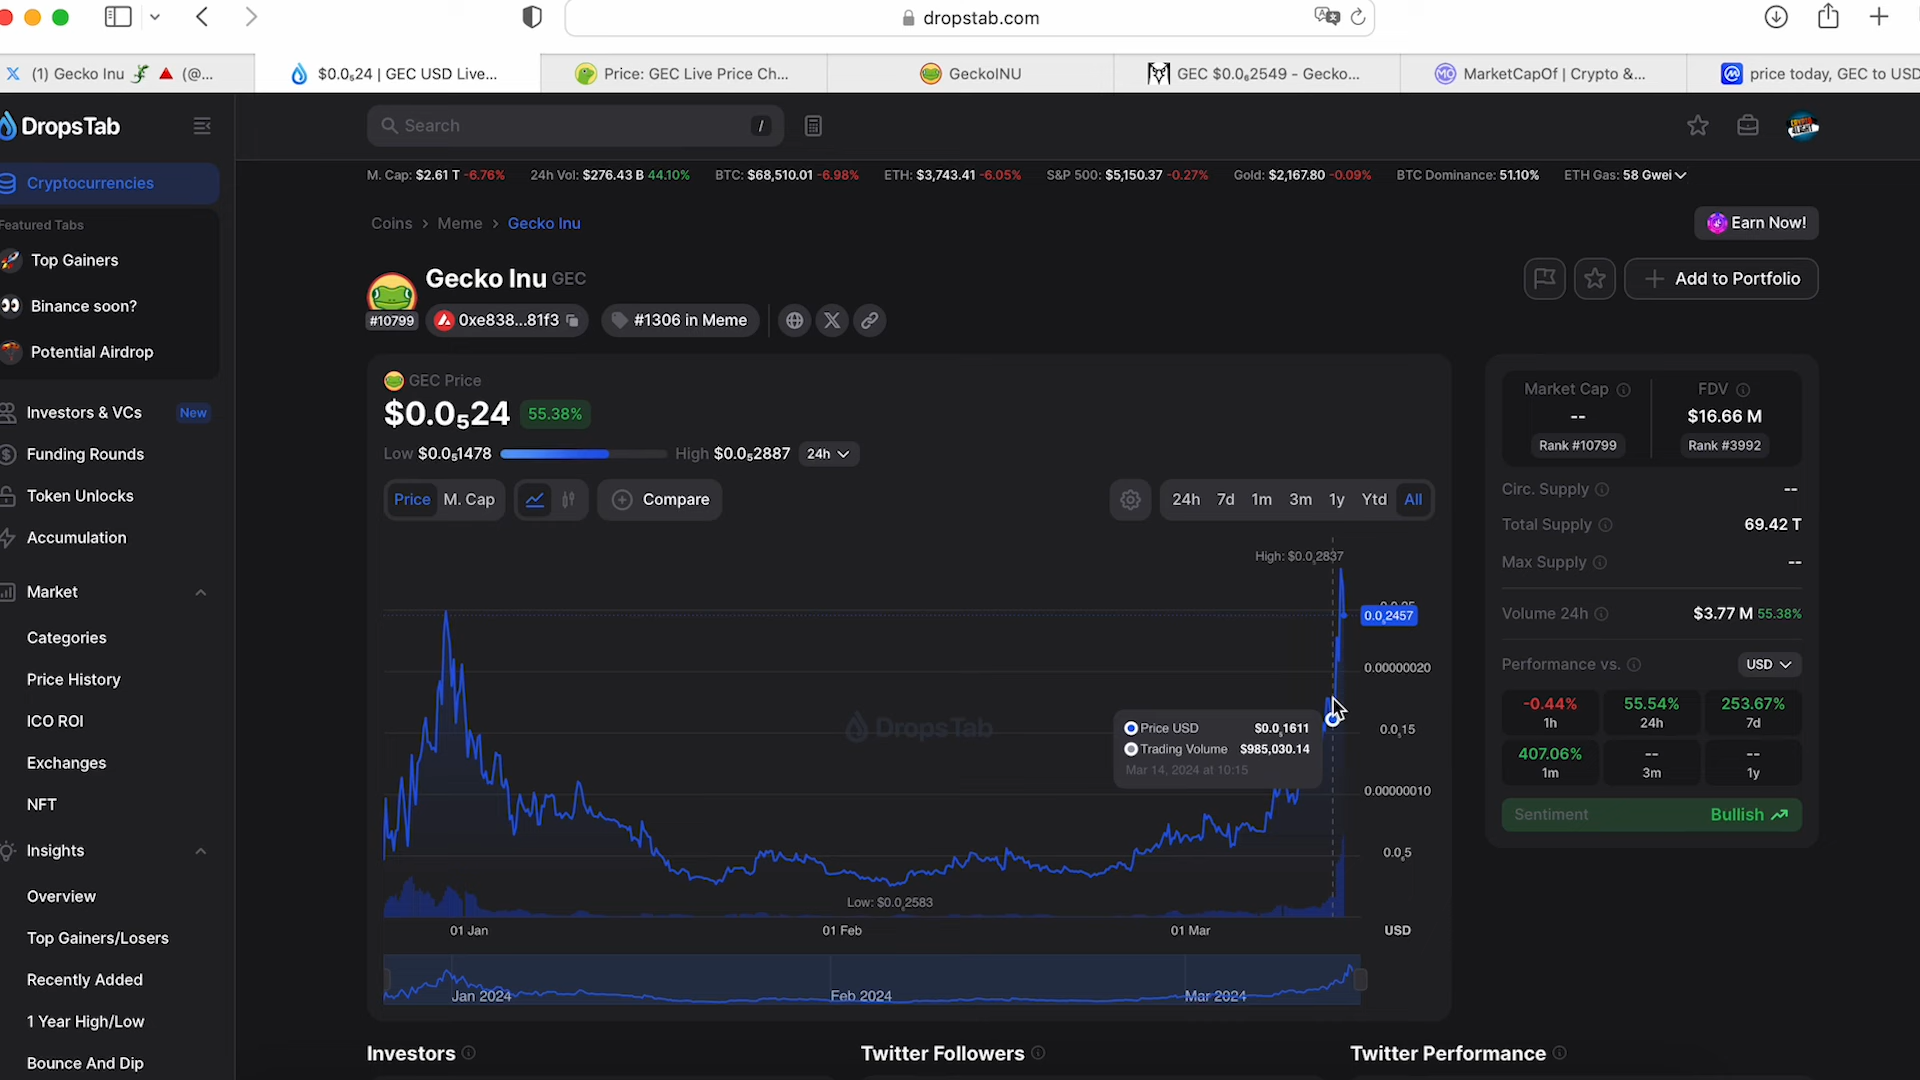 dropstab.com
(1) Gecko Inu 🦎 🔺 (@...
$0.0₅24 | GEC USD Live...
Price: GEC Live Price Ch...
GeckoINU
GEC $0.0₆2549 - Gecko...
MarketCapOf | Crypto &...
price today, GEC to USD
DropsTab
Search
/
M. Cap: $2.61 T -6.76%
24h Vol: $276.43 B 44.10%
BTC: $68,510.01 -6.98%
ETH: $3,743.41 -6.05%
S&P 500: $5,150.37 -0.27%
Gold: $2,167.80 -0.09%
BTC Dominance: 51.10%
ETH Gas: 58 Gwei
Cryptocurrencies
Featured Tabs
Top Gainers
Binance soon?
Potential Airdrop
Investors & VCs New
Funding Rounds
Token Unlocks
Accumulation
Market
Categories
Price History
ICO ROI
Exchanges
NFT
Insights
Overview
Top Gainers/Losers
Recently Added
1 Year High/Low
Bounce And Dip
Coins > Meme > Gecko Inu
Earn Now!
Gecko Inu GEC
#10799
0xe838...81f3
#1306 in Meme
Add to Portfolio
GEC Price
$0.0₅24 55.38%
Low $0.0₅1478
High $0.0₅2887 24h
Price M. Cap
Compare
24h 7d 1m 3m 1y Ytd All
High: $0.0₅2837
0.0₅2457
0.00000020
0.0₅15
0.00000010
0.0₅5
DropsTab
Price USD $0.0₅1611
Trading Volume $985,030.14
Mar 14, 2024 at 10:15
Low: $0.0₆2583
01 Jan
01 Feb
01 Mar
USD
Jan 2024
Feb 2024
Mar 2024
Market Cap
--
Rank #10799
FDV
$16.66 M
Rank #3992
Circ. Supply --
Total Supply 69.42 T
Max Supply --
Volume 24h $3.77 M 55.38%
Performance vs. USD
-0.44%
1h
55.54%
24h
253.67%
7d
407.06%
1m
--
3m
--
1y
Sentiment Bullish
Investors
Twitter Followers
Twitter Performance